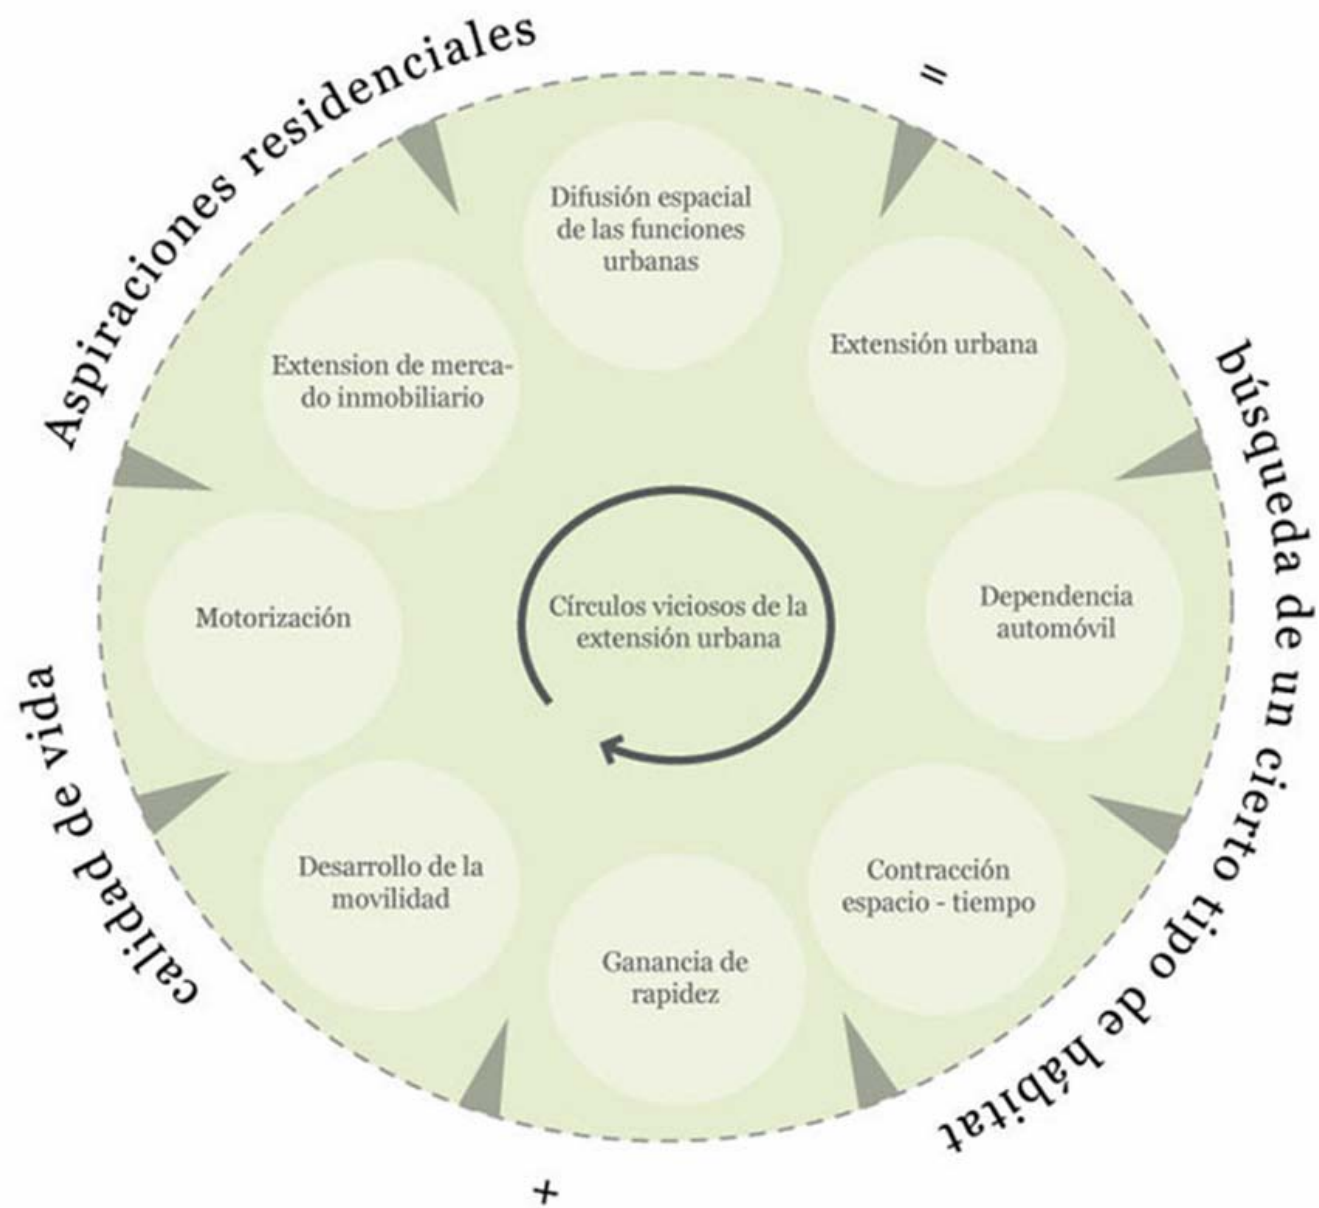 Aspiraciones residenciales
=
búsqueda de un cierto tipo de hábitat
+
calidad de vida
Difusión espacial
de las funciones
urbanas
Extensión urbana
Dependencia
automóvil
Contracción
espacio - tiempo
Ganancia de
rapidez
Desarrollo de la
movilidad
Motorización
Extension de merca-
do inmobiliario
Círculos viciosos de la
extensión urbana